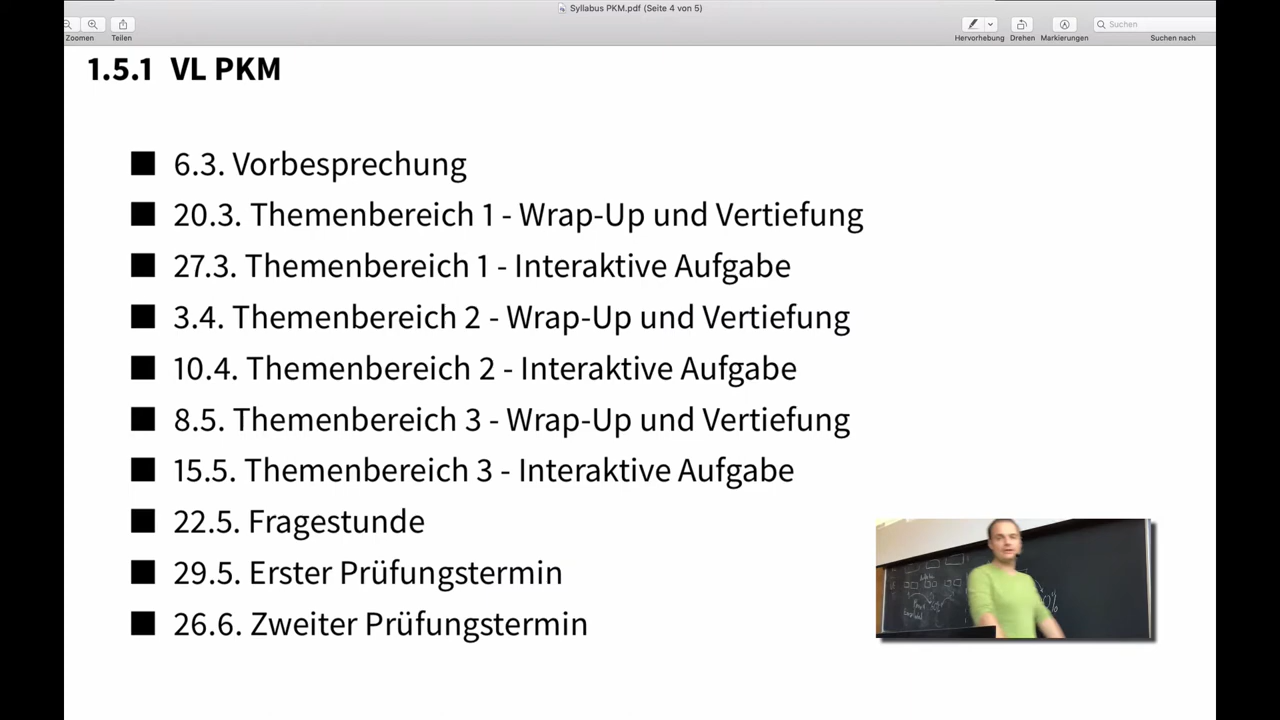 Syllabus PKM.pdf (Seite 4 von 5)
Zoomen
Teilen
Hervorhebung
Drehen
Markierungen
Suchen
Suchen nach
1.5.1 VL PKM
6.3. Vorbesprechung
20.3. Themenbereich 1 - Wrap-Up und Vertiefung
27.3. Themenbereich 1 - Interaktive Aufgabe
3.4. Themenbereich 2 - Wrap-Up und Vertiefung
10.4. Themenbereich 2 - Interaktive Aufgabe
8.5. Themenbereich 3 - Wrap-Up und Vertiefung
15.5. Themenbereich 3 - Interaktive Aufgabe
22.5. Fragestunde
29.5. Erster Prüfungstermin
26.6. Zweiter Prüfungstermin